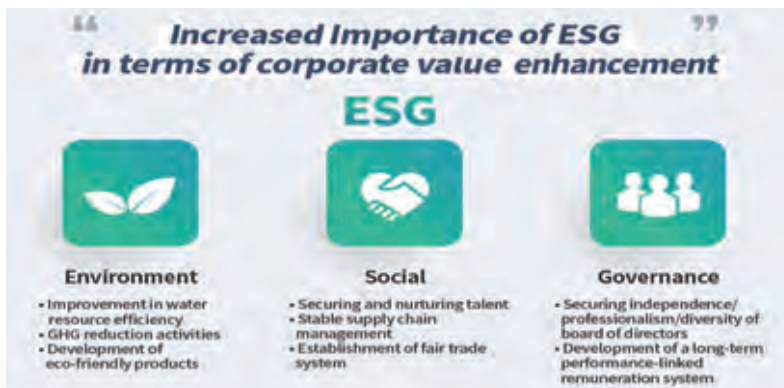 “ Increased Importance of ESG ”
in terms of corporate value enhancement
ESG
Environment
• Improvement in water
resource efficiency
• GHG reduction activities
• Development of
eco-friendly products
Social
• Securing and nurturing talent
• Stable supply chain
management
• Establishment of fair trade
system
Governance
• Securing independence/
professionalism/diversity of
board of directors
• Development of a long-term
performance-linked
remuneration system